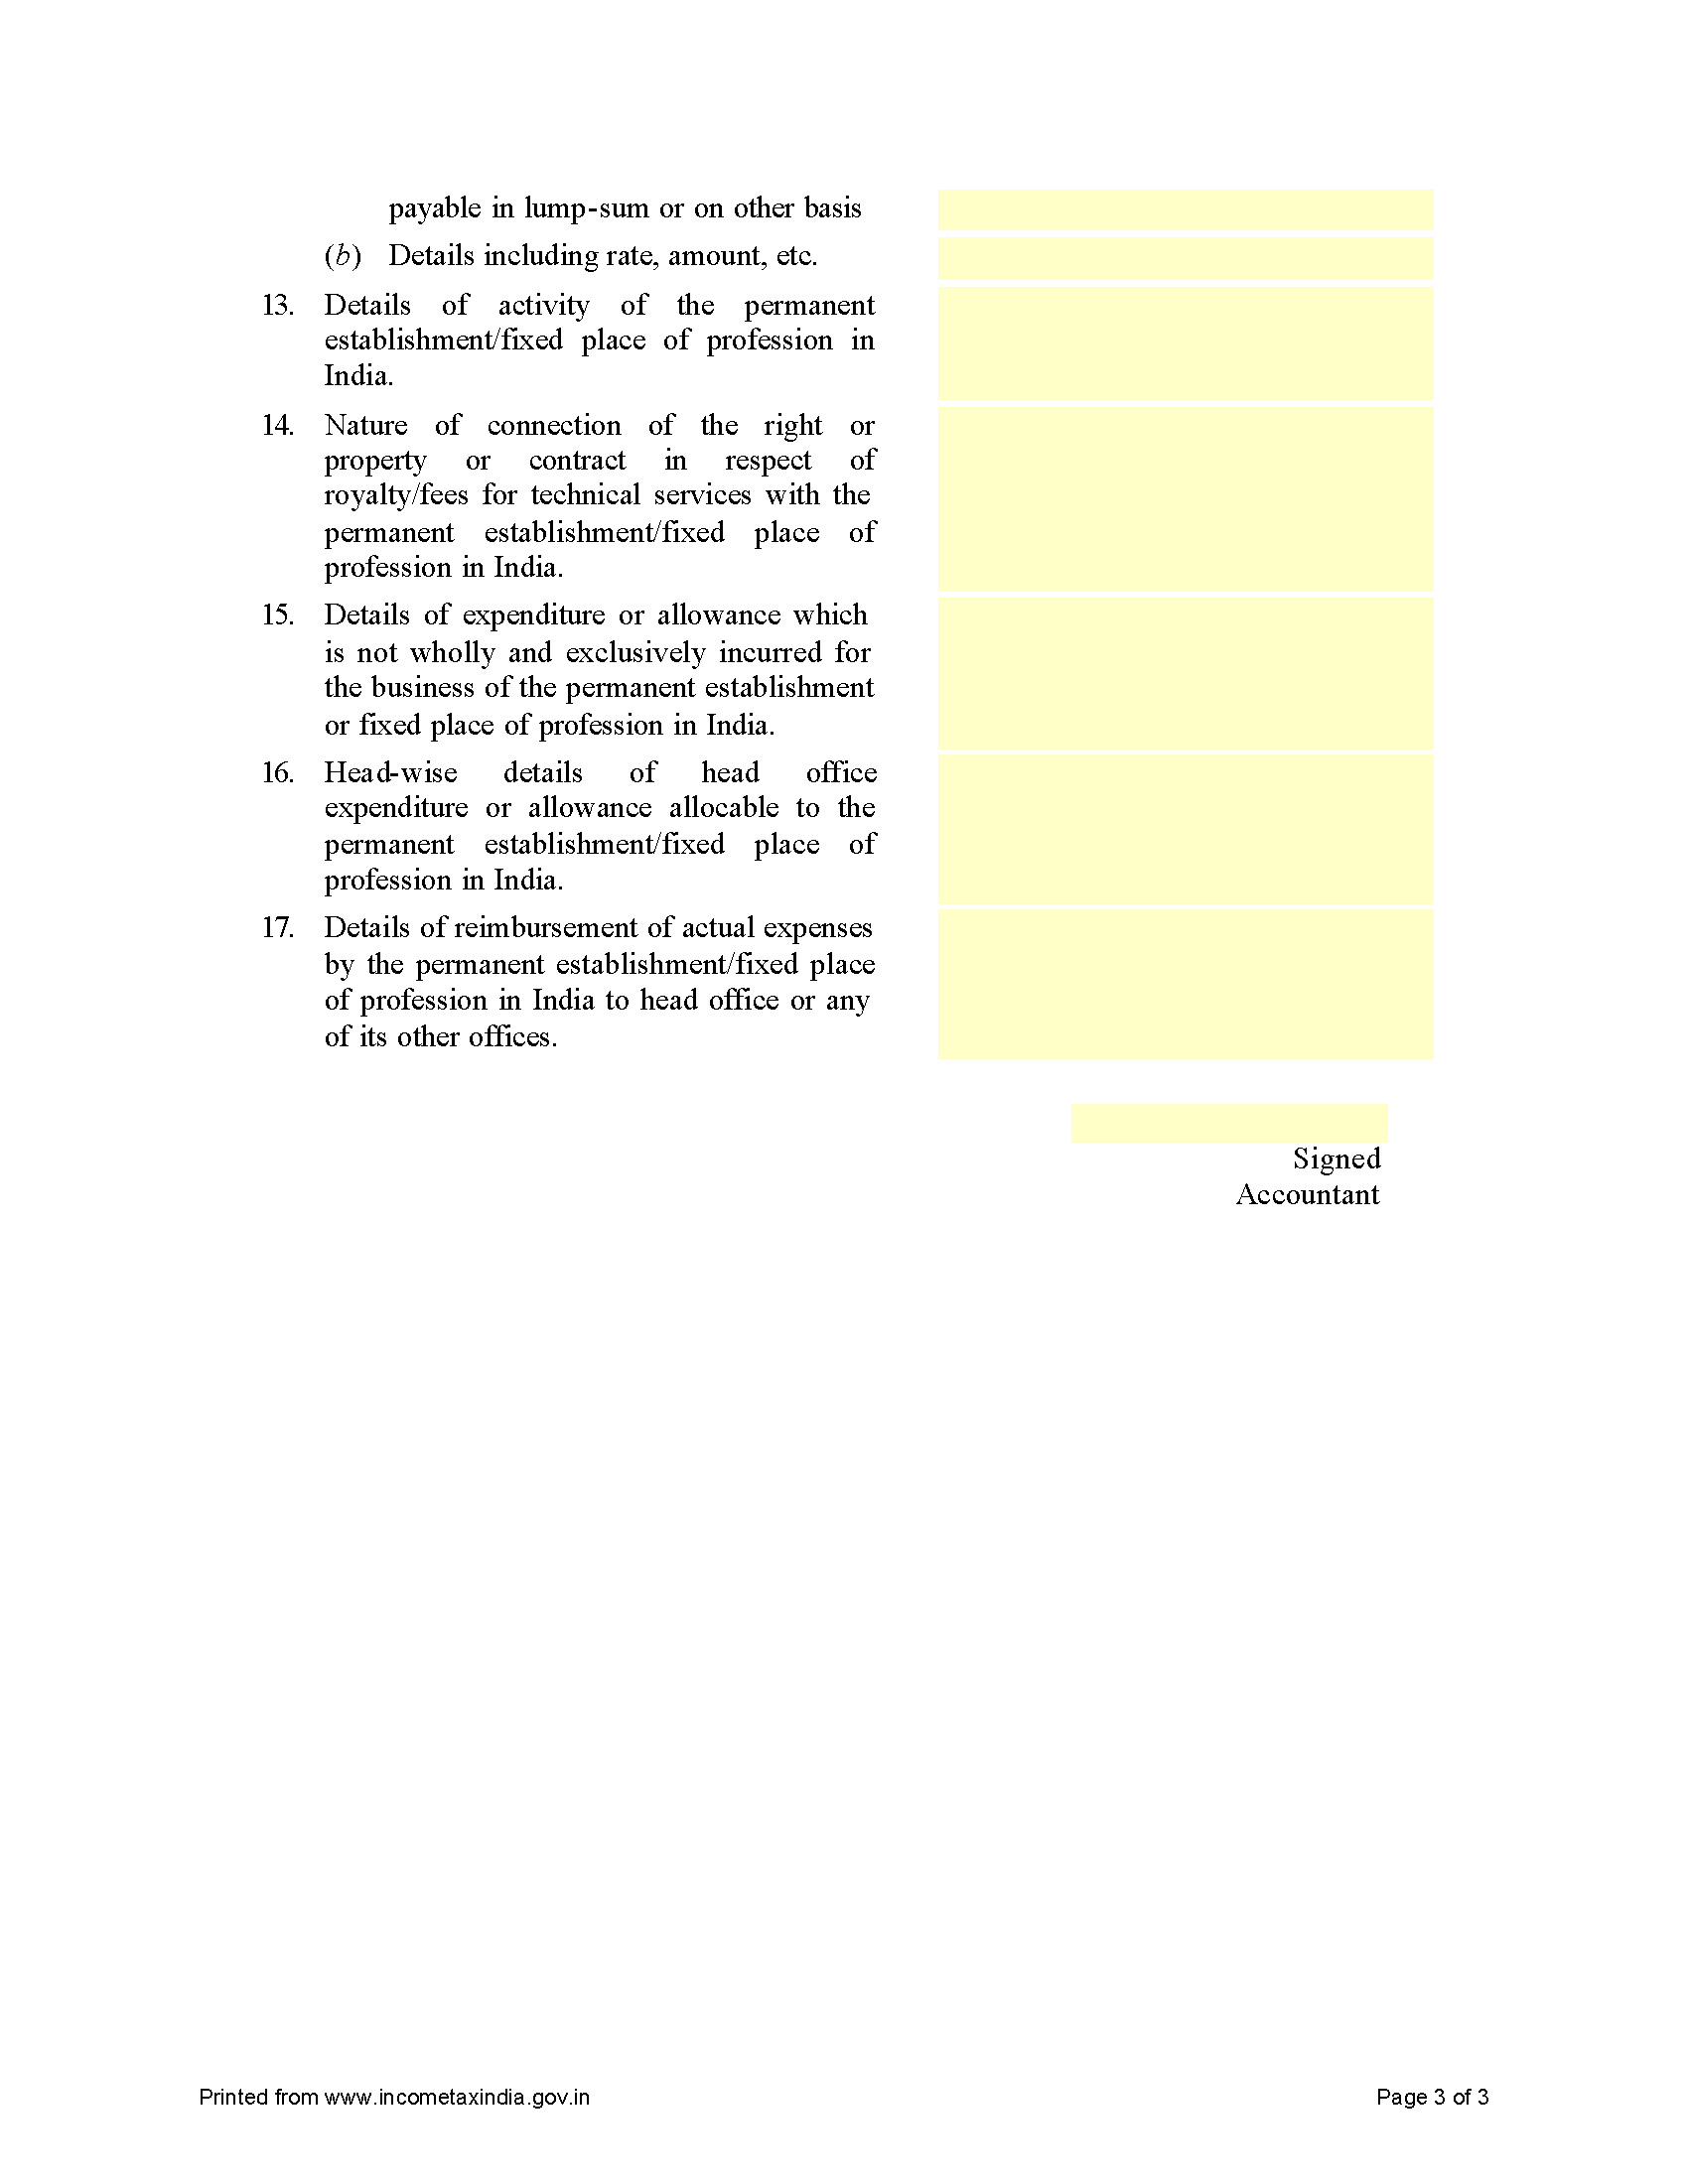 payable in lump-sum or on other basis
(b) Details including rate, amount, etc.
13. Details of activity of the permanent
establishment/fixed place of profession in
India.
14. Nature of connection of the right or
property or contract in respect of
royalty/fees for technical services with the
permanent establishment/fixed place of
profession in India.
15. Details of expenditure or allowance which
is not wholly and exclusively incurred for
the business of the permanent establishment
or fixed place of profession in India.
16. Head-wise details of head office
expenditure or allowance allocable to the
permanent establishment/fixed place of
profession in India.
17. Details of reimbursement of actual expenses
by the permanent establishment/fixed place
of profession in India to head office or any
of its other offices.
Signed
Accountant
Printed from www.incometaxindia.gov.in Page 3 of 3